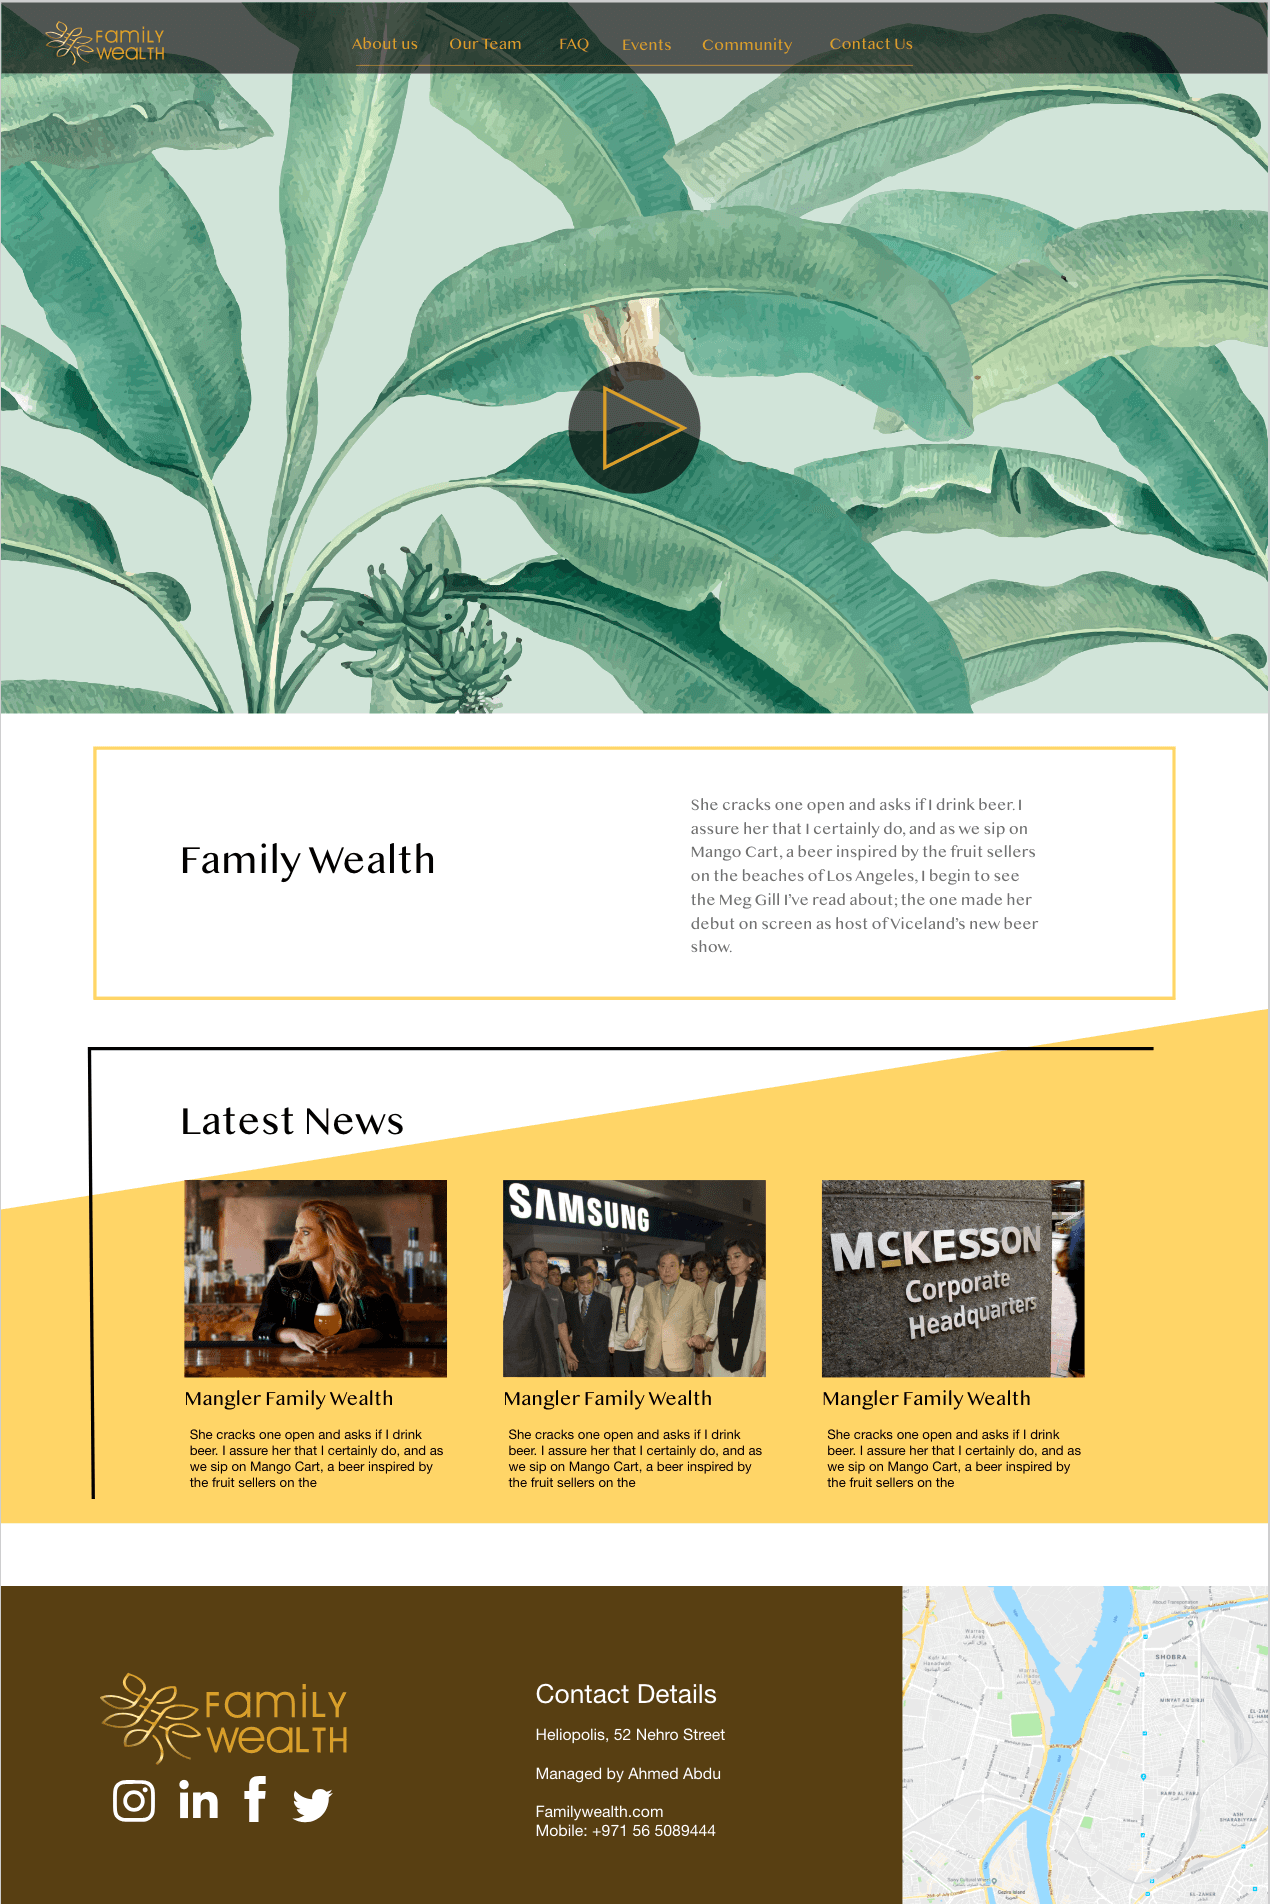 Family
Wealth
About us
Our Team
FAQ
Events
Community
Contact Us
Family Wealth
She cracks one open and asks if I drink beer. I
assure her that I certainly do, and as we sip on
Mango Cart, a beer inspired by the fruit sellers
on the beaches of Los Angeles, I begin to see
the Meg Gill I've read about; the one made her
debut on screen as host of Viceland's new beer
show.
Latest News
SAMSUNG
MCKESSON
Corporate
Headquarters
Mangler Family Wealth
She cracks one open and asks if I drink
beer. I assure her that I certainly do, and as
we sip on Mango Cart, a beer inspired by
the fruit sellers on the
Mangler Family Wealth
She cracks one open and asks if I drink
beer. I assure her that I certainly do, and as
we sip on Mango Cart, a beer inspired by
the fruit sellers on the
Mangler Family Wealth
She cracks one open and asks if I drink
beer. I assure her that I certainly do, and as
we sip on Mango Cart, a beer inspired by
the fruit sellers on the
Family
Wealth
Contact Details
Heliopolis, 52 Nehro Street
Managed by Ahmed Abdu
Familywealth.com
Mobile: +971 56 5089444
SHOBRA
MINYAT AS SIRJ
EL-ZAHER
Gezira Island